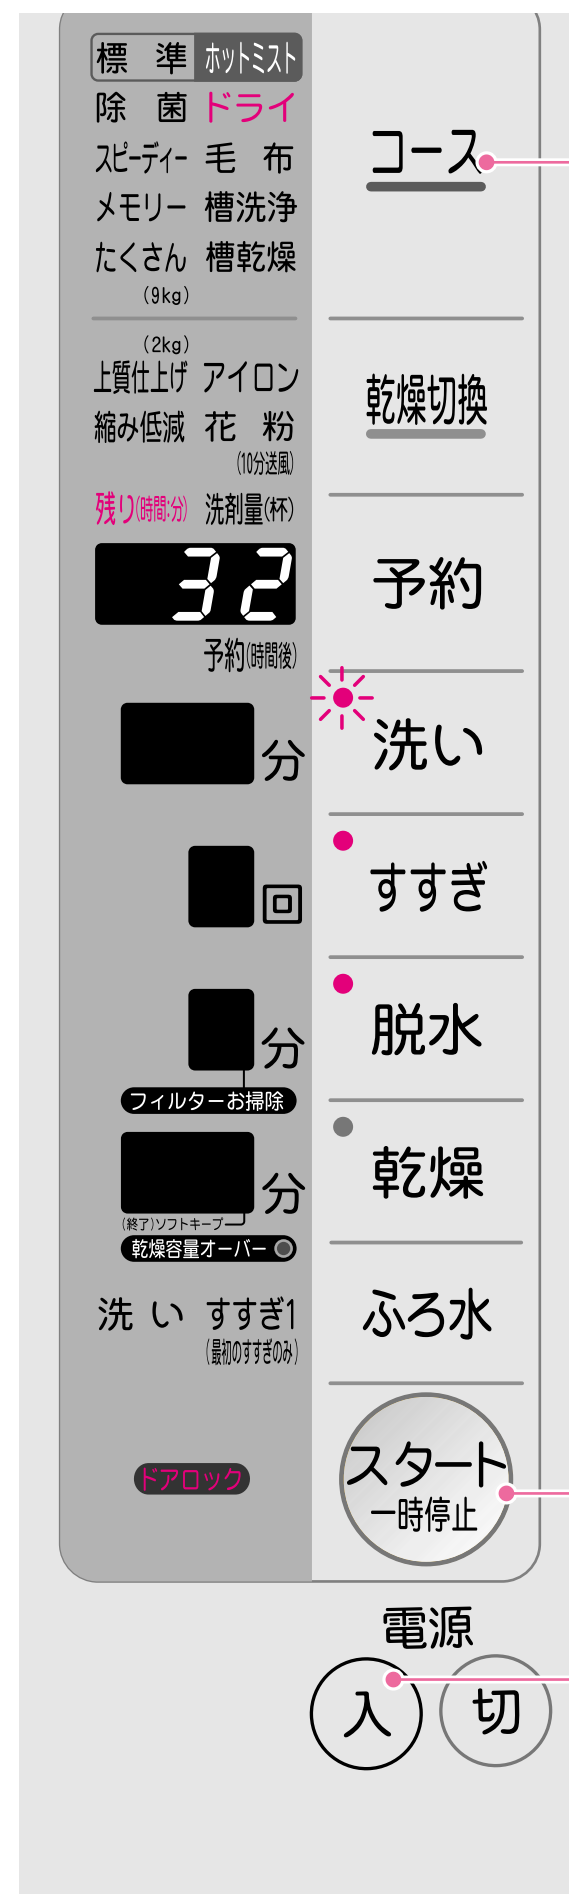 標準 ホットミスト
除菌 ドライ
コース
スピーディー 毛布
メモリー 槽洗浄
たくさん 槽乾燥
(9kg)
(2kg)
上質仕上げ アイロン
乾燥切換
縮み低減 花粉
(10分送風)
残り(時間:分) 洗剤量(杯)
32
予約
予約(時間後)
洗い
分
すすぎ
回
脱水
分
フィルターお掃除
乾燥
分
(終了)ソフトキープ
乾燥容量オーバー
洗い すすぎ1
(最初のすすぎのみ)
ふろ水
スタート
一時停止
ドアロック
電源
入 切